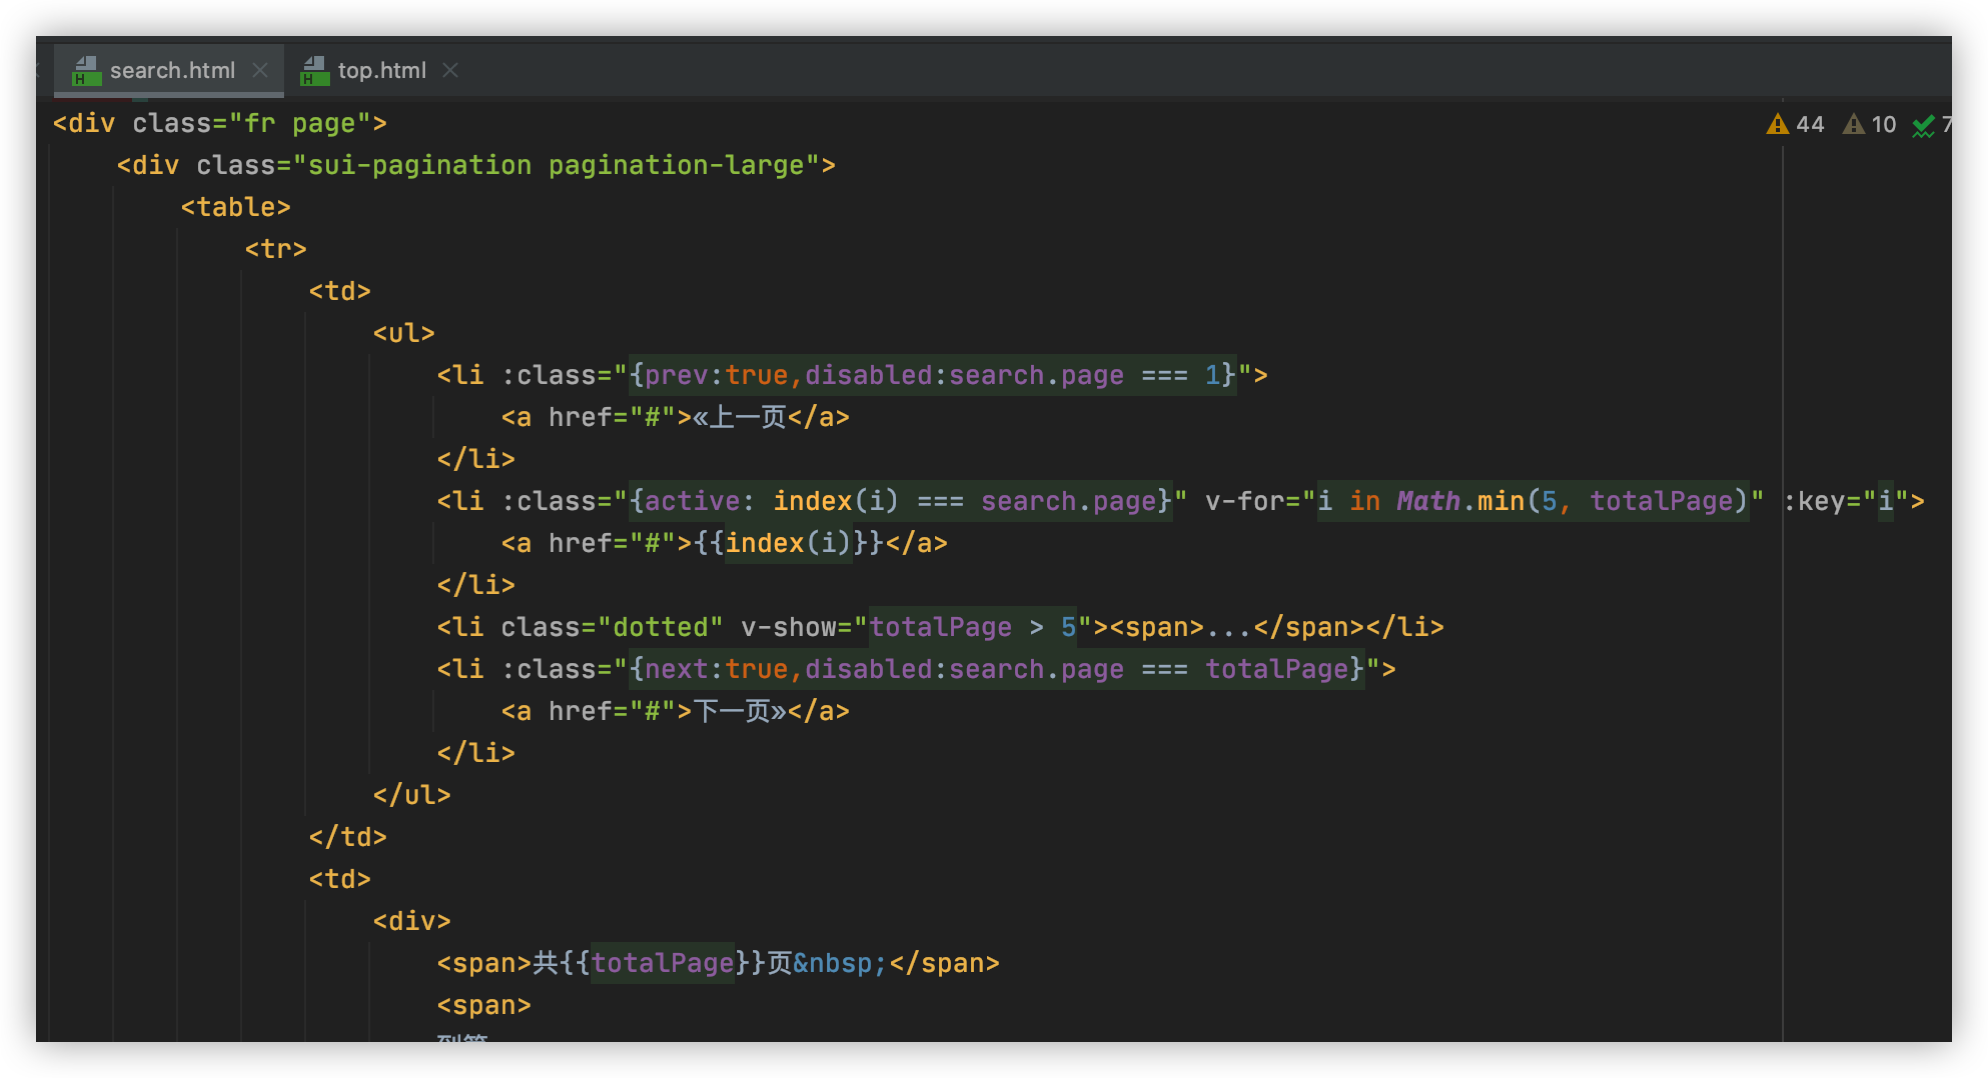 search.html
top.html
<div class="fr page">
44 10 7
<div class="sui-pagination pagination-large">
<table>
<tr>
<td>
<ul>
<li :class="{prev:true,disabled:search.page === 1}">
<a href="#">«上一页</a>
</li>
<li :class="{active: index(i) === search.page}" v-for="i in Math.min(5, totalPage)" :key="i">
<a href="#">{{index(i)}}</a>
</li>
<li class="dotted" v-show="totalPage > 5"><span>...</span></li>
<li :class="{next:true,disabled:search.page === totalPage}">
<a href="#">下一页»</a>
</li>
</ul>
</td>
<td>
<div>
<span>共{{totalPage}}页&nbsp;</span>
<span>